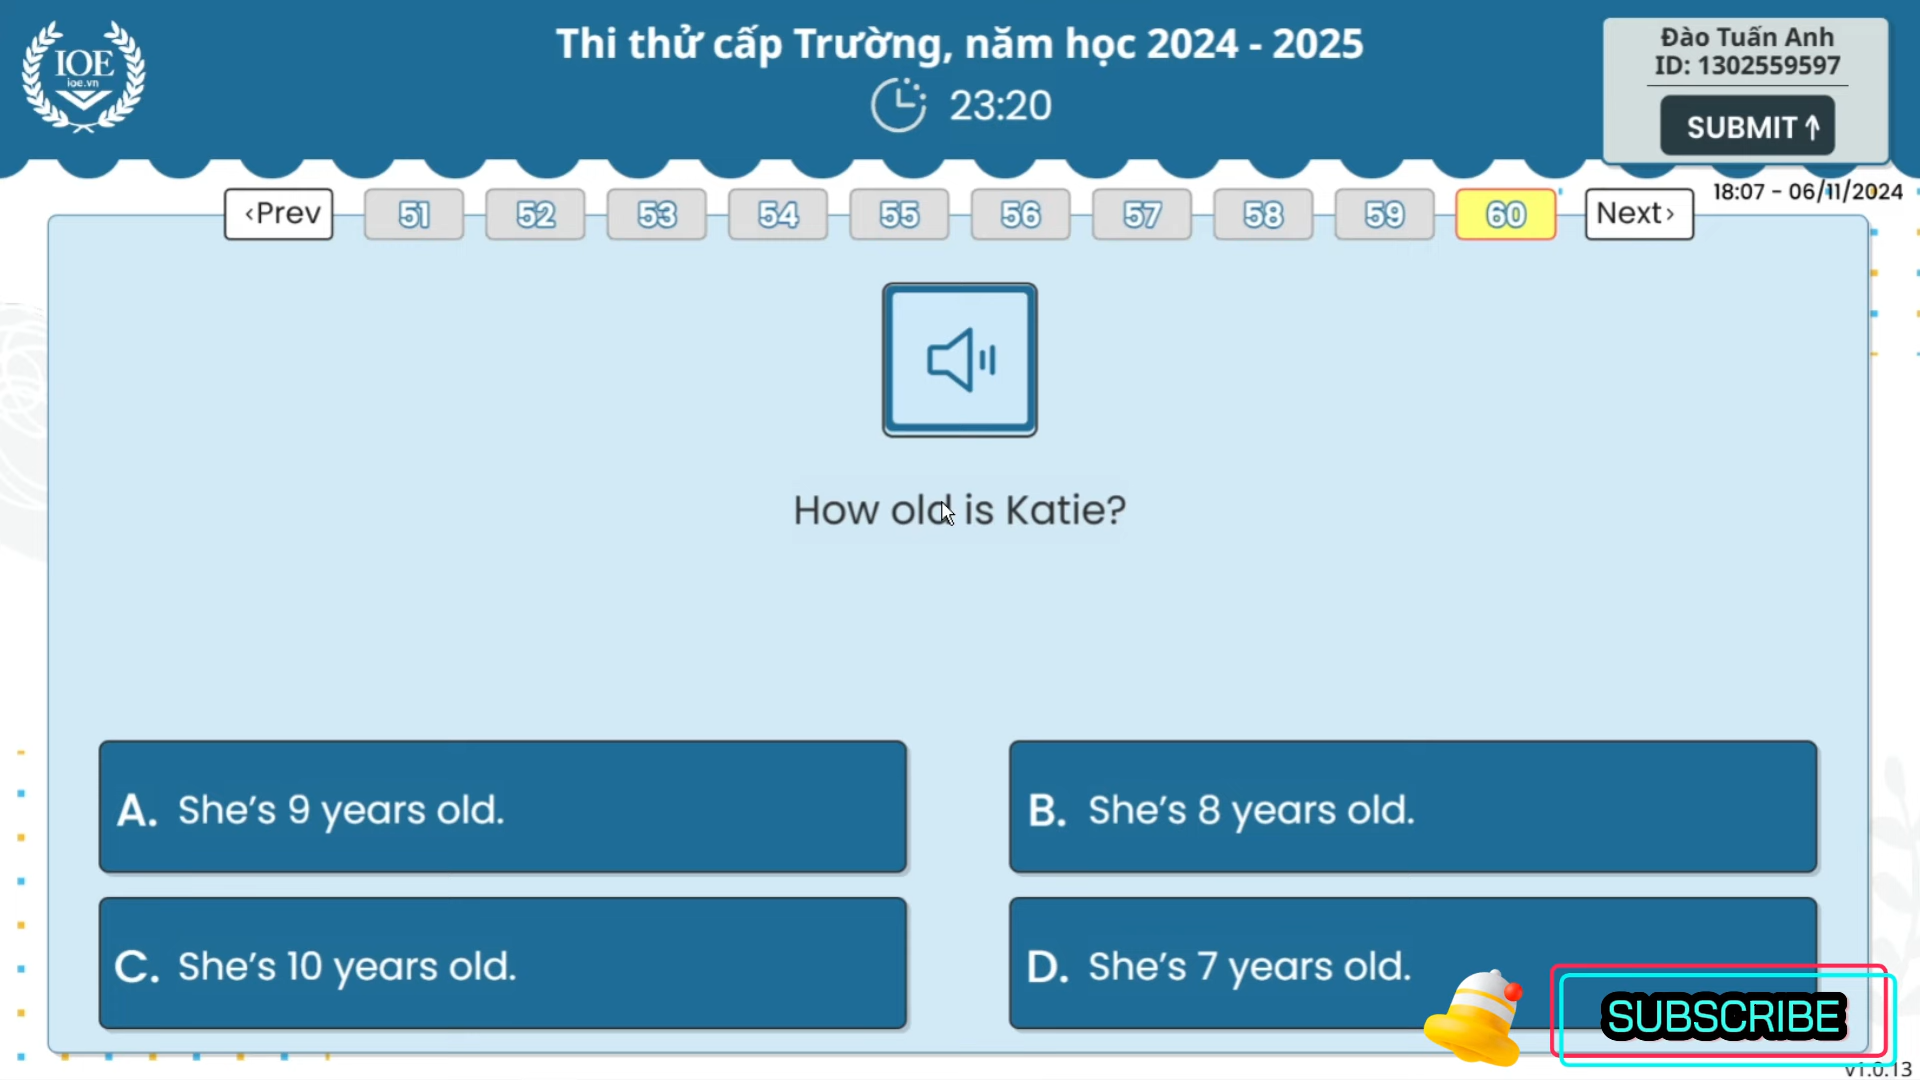 IOE
ioe.vn
Thi thử cấp Trường, năm học 2024 - 2025
23:20
Đào Tuấn Anh
ID: 1302559597
SUBMIT
18:07 - 06/11/2024
‹Prev
51
52
53
54
55
56
57
58
59
60
Next›
How old is Katie?
A. She’s 9 years old.
B. She’s 8 years old.
C. She’s 10 years old.
D. She’s 7 years old.
SUBSCRIBE
v1.0.13